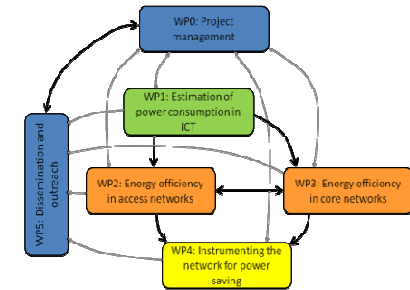 WP0: Project
management
WP1: Estimation of
power consumption in
ICT
WP5: Dissemination and
outreach
WP2: Energy efficiency
in access networks
WP3: Energy efficiency
in core networks
WP4: Instrumenting the
network for power
saving